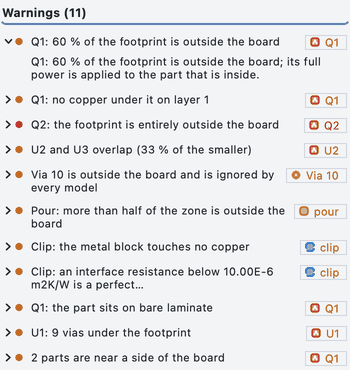 Warnings (11)
Q1: 60 % of the footprint is outside the board Q1
Q1: 60 % of the footprint is outside the board; its full
power is applied to the part that is inside.
Q1: no copper under it on layer 1 Q1
Q2: the footprint is entirely outside the board Q2
U2 and U3 overlap (33 % of the smaller) U2
Via 10 is outside the board and is ignored by Via 10
every model
Pour: more than half of the zone is outside the pour
board
Clip: the metal block touches no copper clip
Clip: an interface resistance below 10.00E-6 clip
m2K/W is a perfect...
Q1: the part sits on bare laminate Q1
U1: 9 vias under the footprint U1
2 parts are near a side of the board Q1